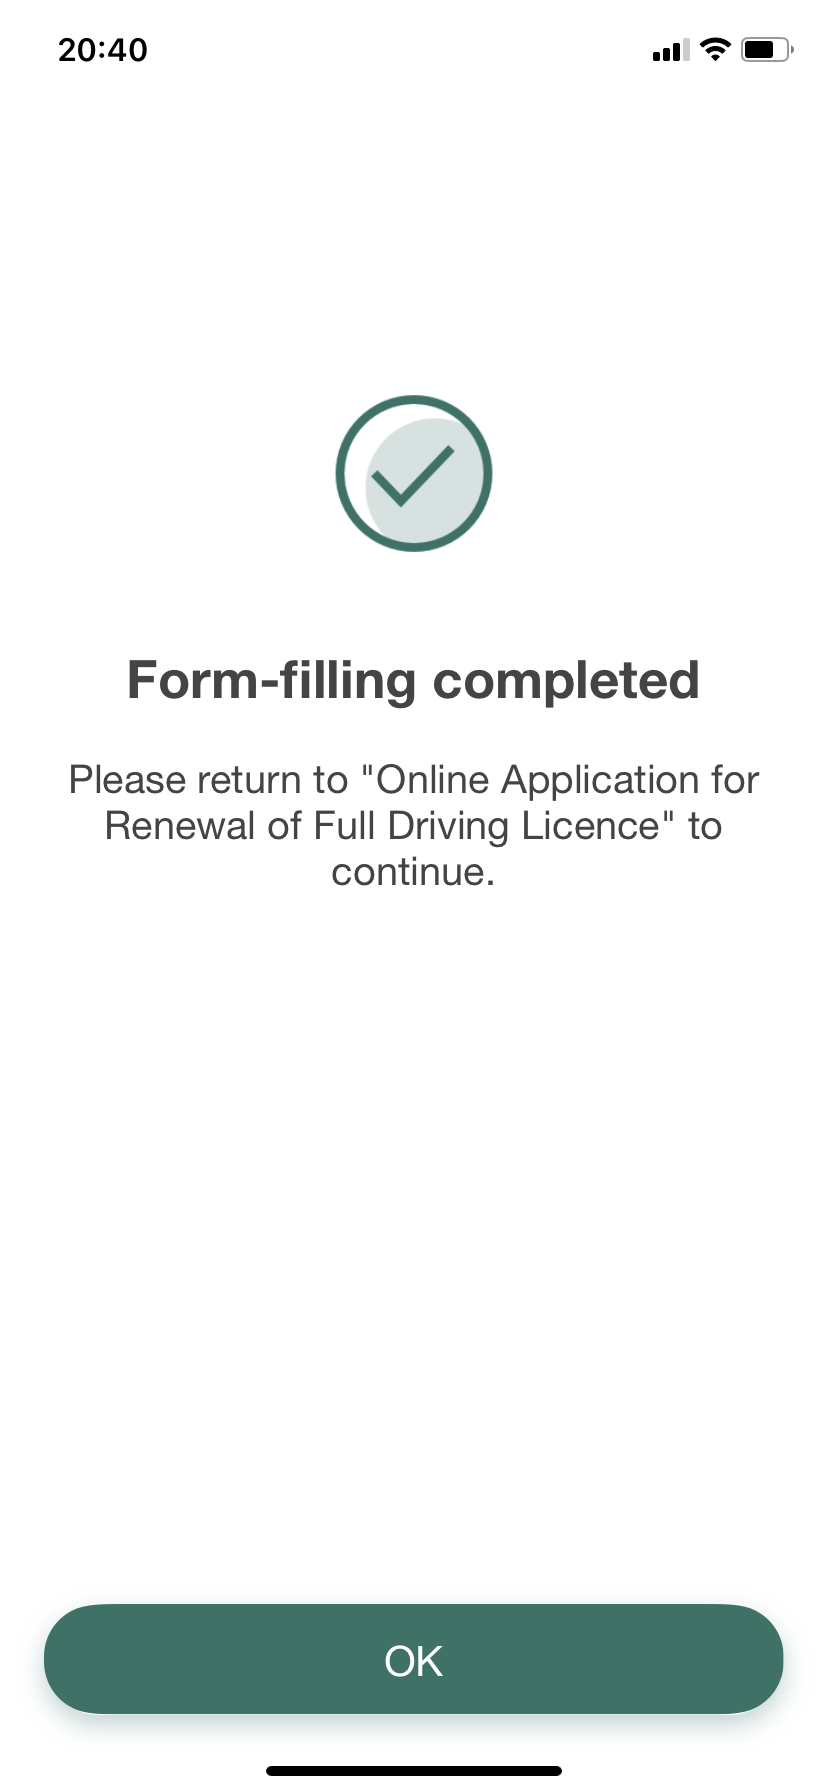 20:40
Form-filling completed
Please return to "Online Application for
Renewal of Full Driving Licence" to
continue.
OK